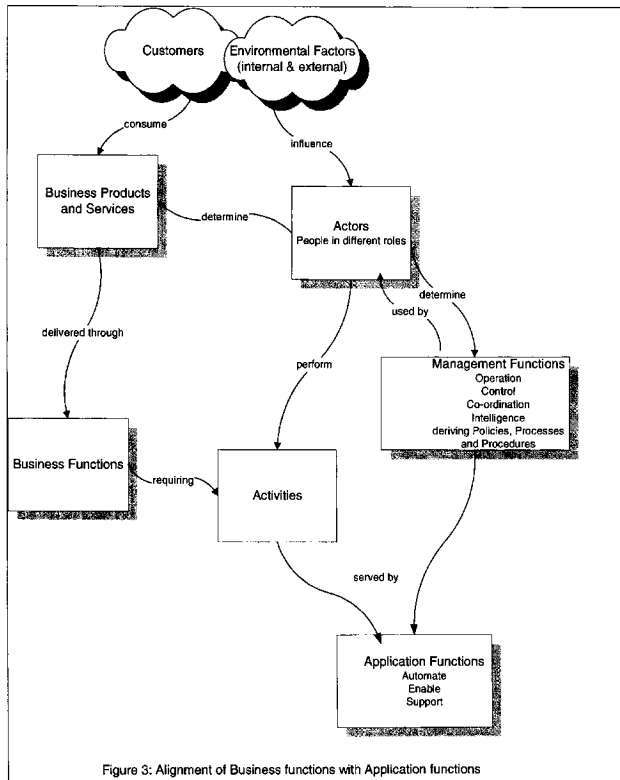 Customers
Environmental Factors
(internal & external)
consume
influence
Business Products
and Services
determine
Actors
People in different roles
determine
used by
delivered through
perform
Management Functions
Operation
Control
Co-ordination
Intelligence
deriving Policies, Processes
and Procedures
Business Functions
requiring
Activities
served by
Application Functions
Automate
Enable
Support
Figure 3: Alignment of Business functions with Application functions